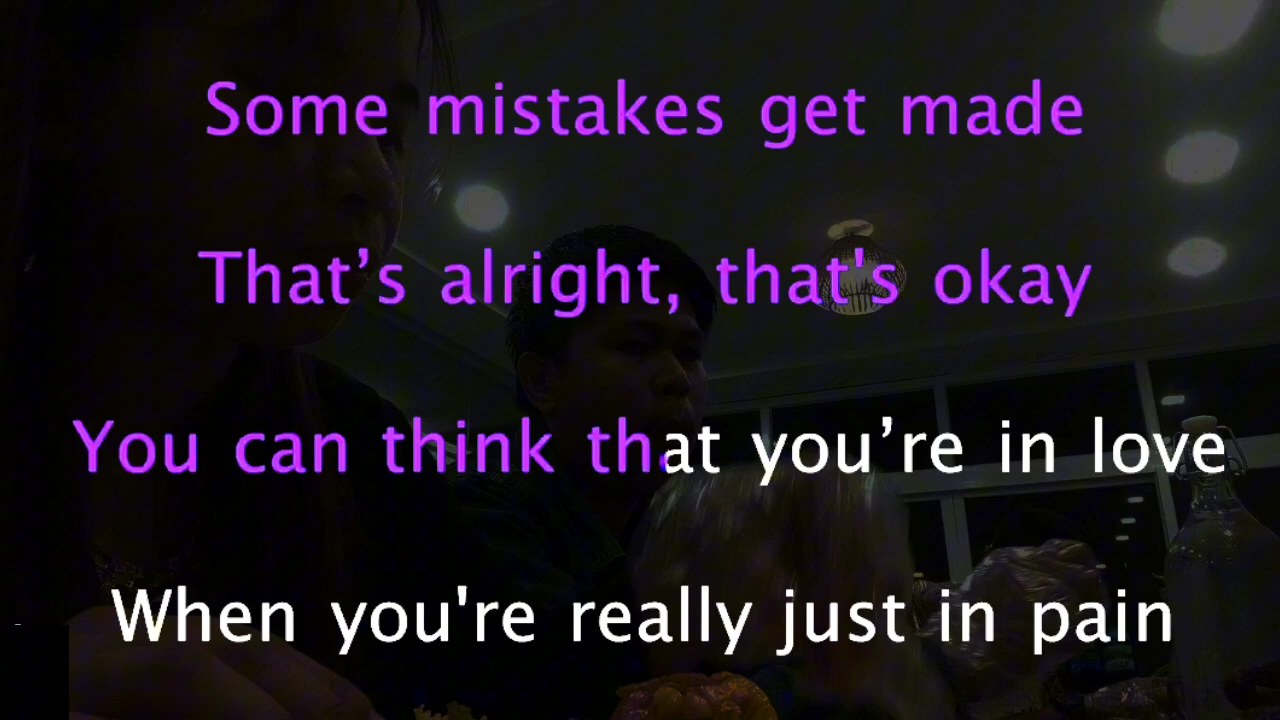 Some mistakes get made
That’s alright, that's okay
You can think that you’re in love
When you're really just in pain